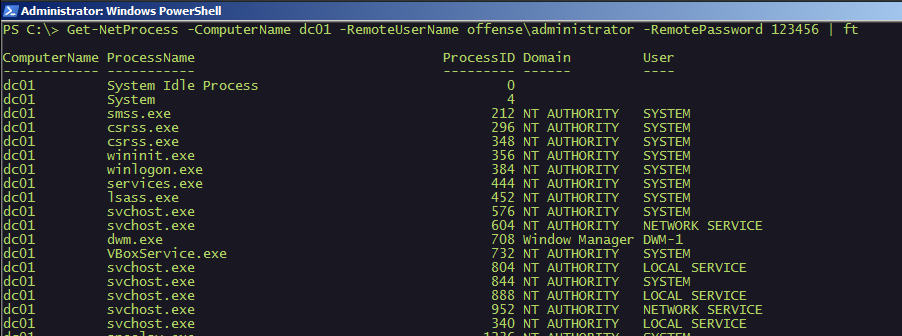 Administrator: Windows PowerShell
PS C:\> Get-NetProcess -ComputerName dc01 -RemoteUserName offense\administrator -RemotePassword 123456 | ft
ComputerName ProcessName ProcessID Domain User
------------ ----------- --------- ------ ----
dc01 System Idle Process 0
dc01 System 4
dc01 smss.exe 212 NT AUTHORITY SYSTEM
dc01 csrss.exe 296 NT AUTHORITY SYSTEM
dc01 csrss.exe 348 NT AUTHORITY SYSTEM
dc01 wininit.exe 356 NT AUTHORITY SYSTEM
dc01 winlogon.exe 384 NT AUTHORITY SYSTEM
dc01 services.exe 444 NT AUTHORITY SYSTEM
dc01 lsass.exe 452 NT AUTHORITY SYSTEM
dc01 svchost.exe 576 NT AUTHORITY SYSTEM
dc01 svchost.exe 604 NT AUTHORITY NETWORK SERVICE
dc01 dwm.exe 708 Window Manager DWM-1
dc01 VBoxService.exe 732 NT AUTHORITY SYSTEM
dc01 svchost.exe 804 NT AUTHORITY LOCAL SERVICE
dc01 svchost.exe 844 NT AUTHORITY SYSTEM
dc01 svchost.exe 888 NT AUTHORITY LOCAL SERVICE
dc01 svchost.exe 952 NT AUTHORITY NETWORK SERVICE
dc01 svchost.exe 340 NT AUTHORITY LOCAL SERVICE